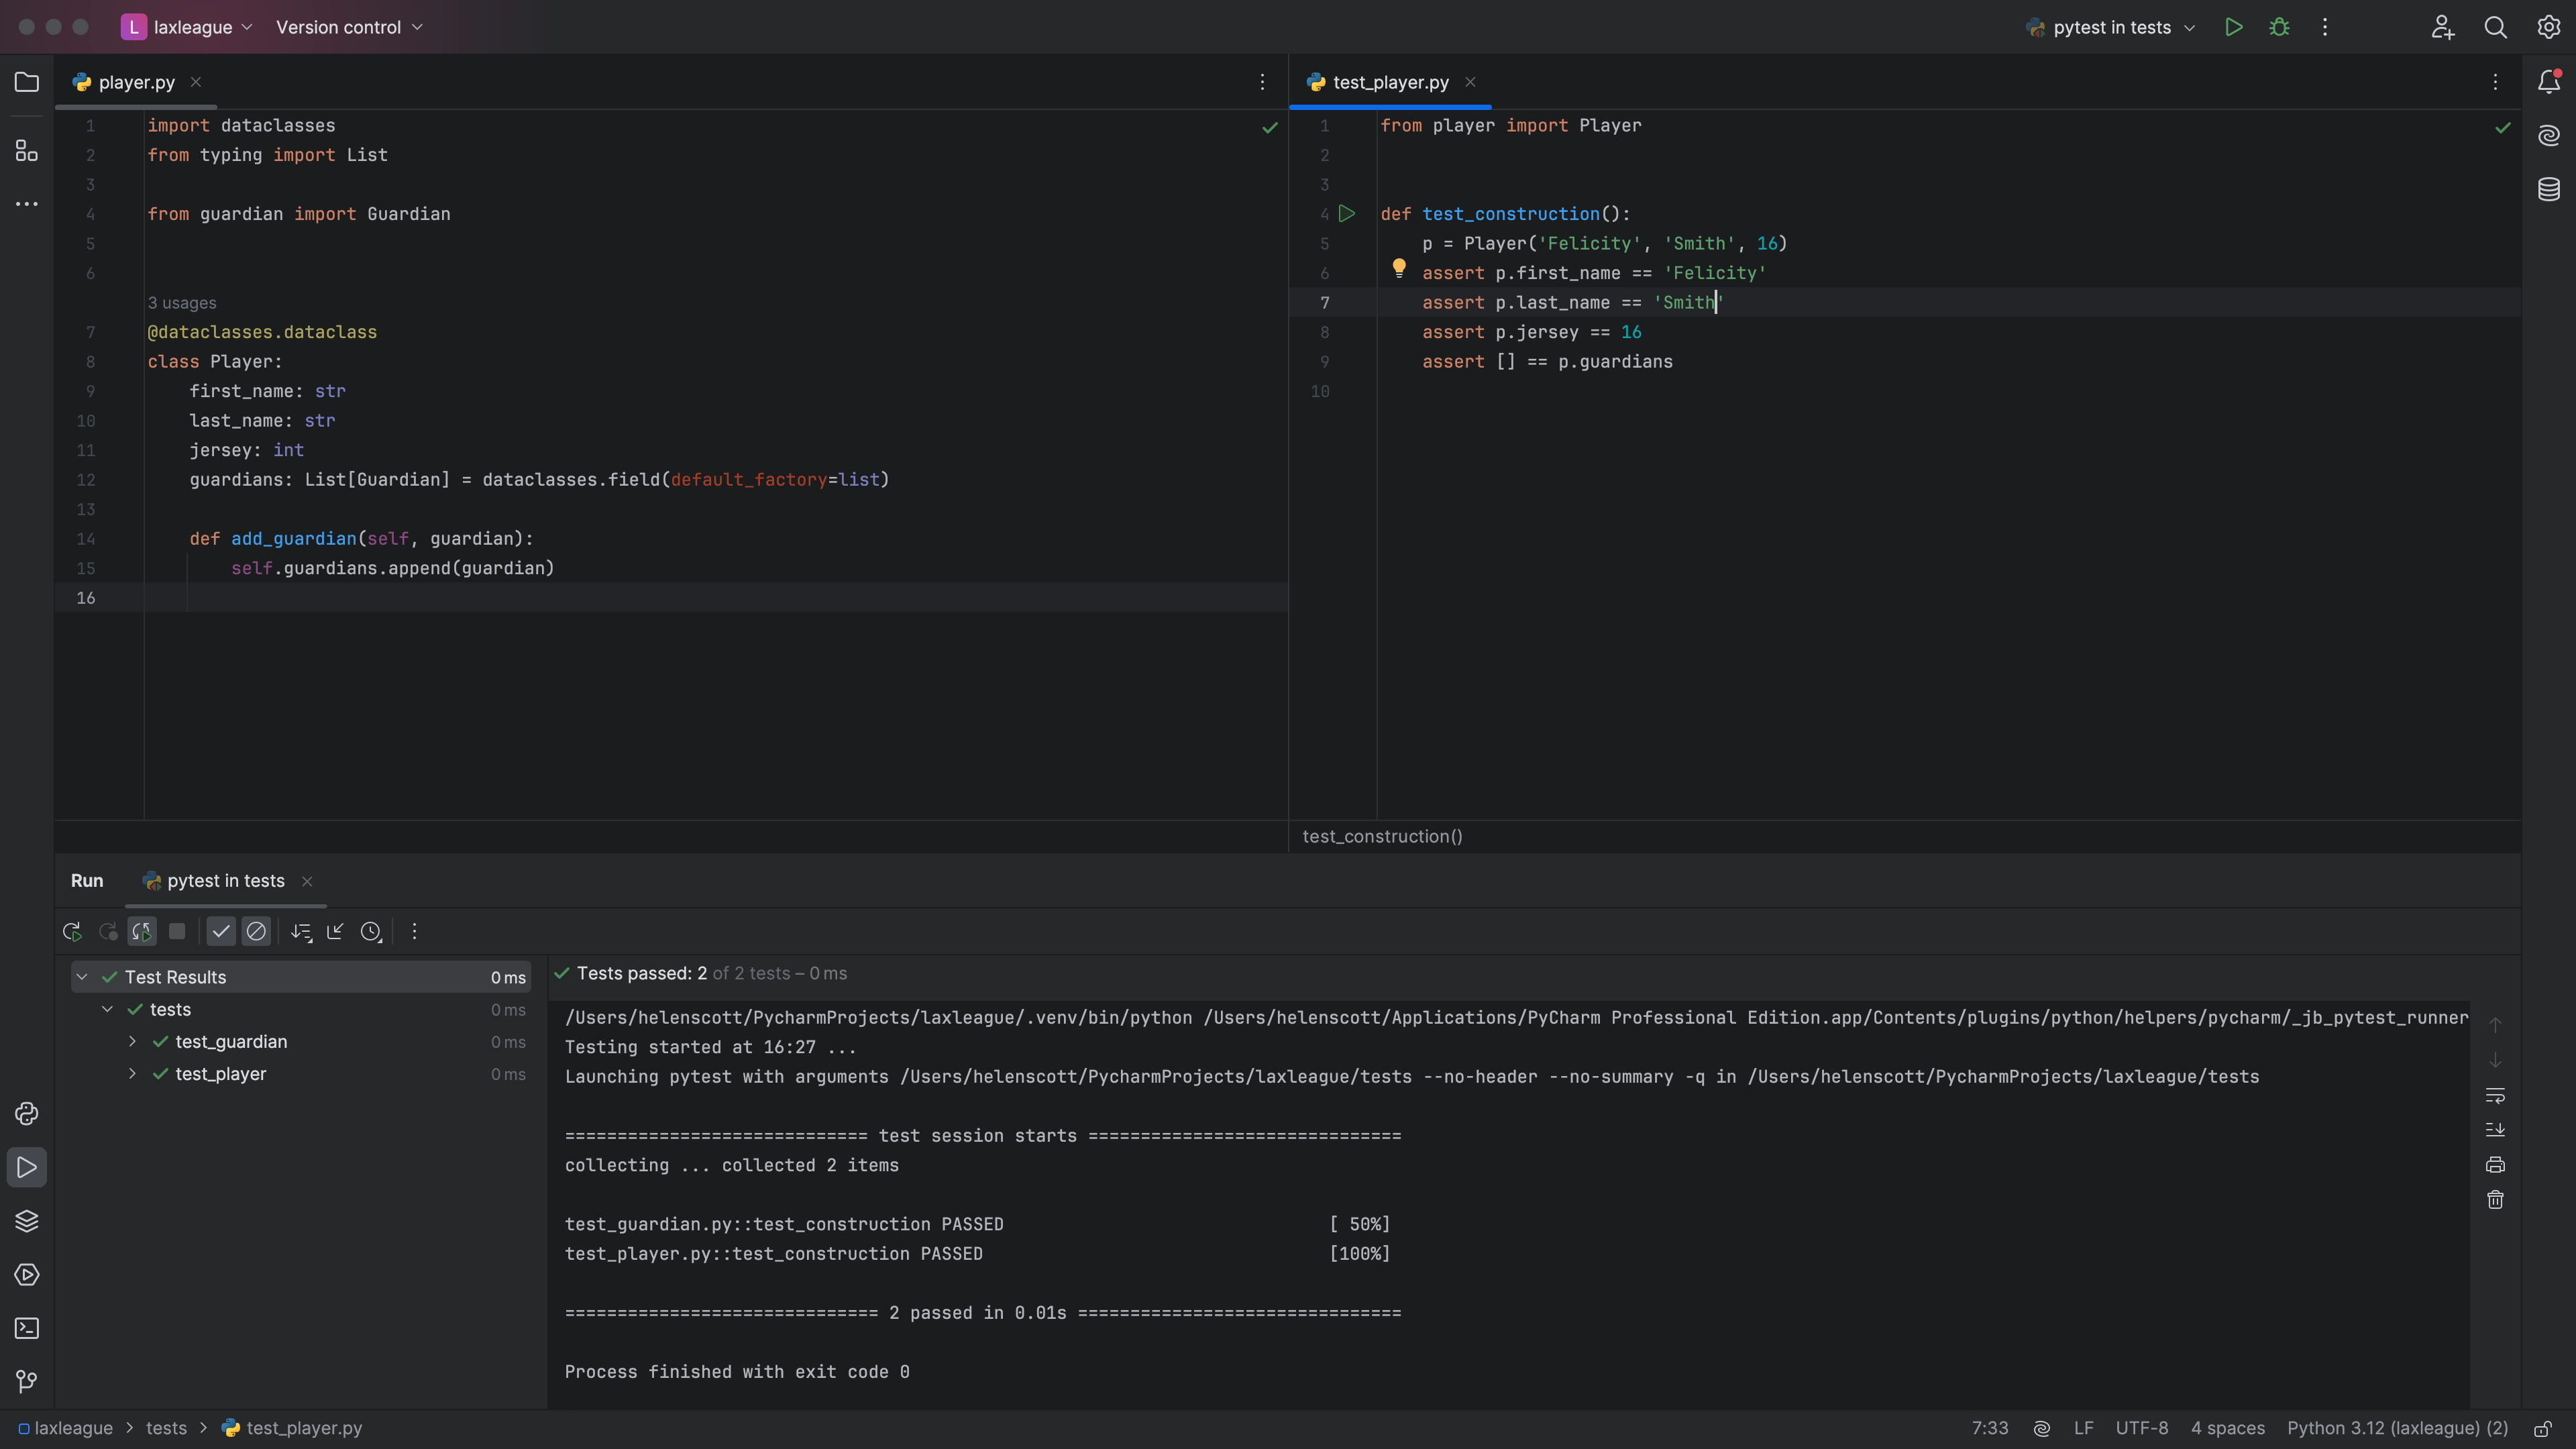 L laxleague Version control
pytest in tests
player.py
1 import dataclasses
2 from typing import List
3
4 from guardian import Guardian
5
6
3 usages
7 @dataclasses.dataclass
8 class Player:
9 first_name: str
10 last_name: str
11 jersey: int
12 guardians: List[Guardian] = dataclasses.field(default_factory=list)
13
14 def add_guardian(self, guardian):
15 self.guardians.append(guardian)
16
test_player.py
1 from player import Player
2
3
4 def test_construction():
5 p = Player('Felicity', 'Smith', 16)
6 assert p.first_name == 'Felicity'
7 assert p.last_name == 'Smith'
8 assert p.jersey == 16
9 assert [] == p.guardians
10
test_construction()
Run pytest in tests
Test Results 0 ms
tests 0 ms
test_guardian 0 ms
test_player 0 ms
Tests passed: 2 of 2 tests – 0 ms
/Users/helenscott/PycharmProjects/laxleague/.venv/bin/python /Users/helenscott/Applications/PyCharm Professional Edition.app/Contents/plugins/python/helpers/pycharm/_jb_pytest_runner
Testing started at 16:27 ...
Launching pytest with arguments /Users/helenscott/PycharmProjects/laxleague/tests --no-header --no-summary -q in /Users/helenscott/PycharmProjects/laxleague/tests
============================= test session starts ==============================
collecting ... collected 2 items
test_guardian.py::test_construction PASSED [ 50%]
test_player.py::test_construction PASSED [100%]
============================== 2 passed in 0.01s ===============================
Process finished with exit code 0
laxleague > tests > test_player.py
7:33 LF UTF-8 4 spaces Python 3.12 (laxleague) (2)